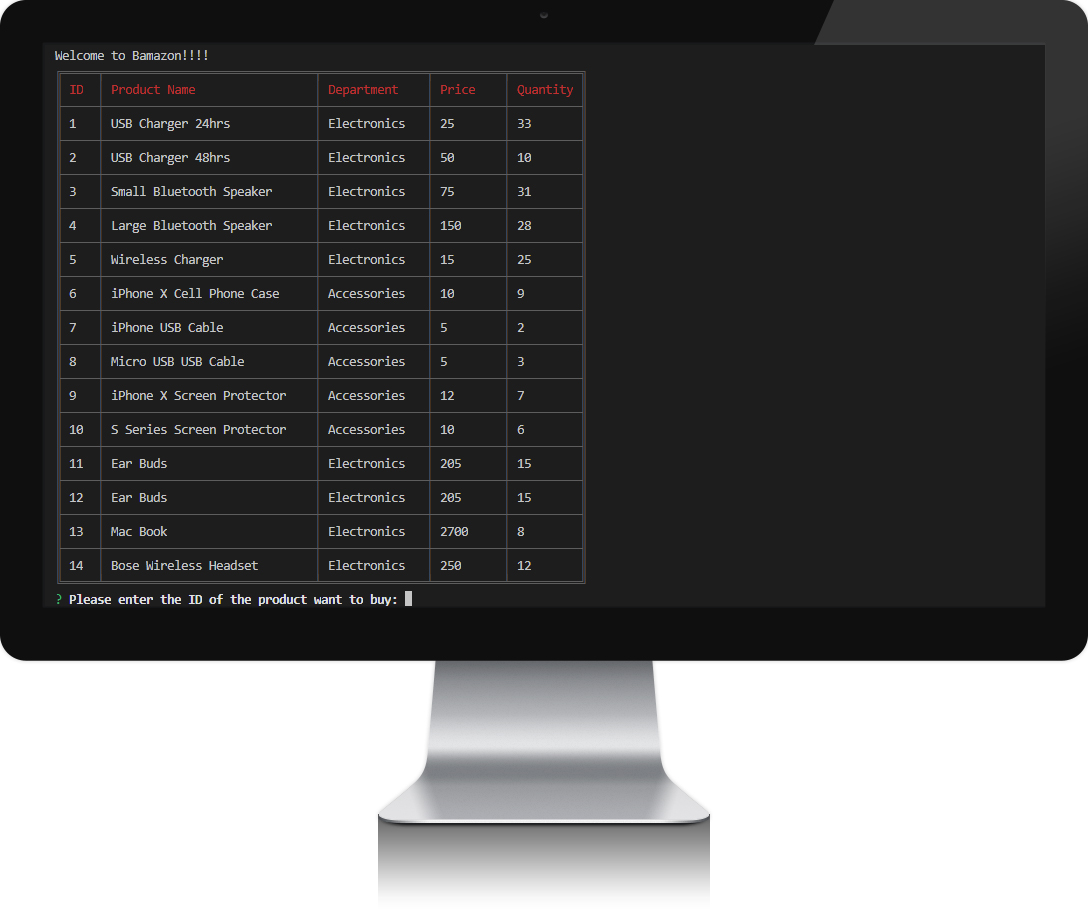 Welcome to Bamazon!!!!
ID Product Name Department Price Quantity
1 USB Charger 24hrs Electronics 25 33
2 USB Charger 48hrs Electronics 50 10
3 Small Bluetooth Speaker Electronics 75 31
4 Large Bluetooth Speaker Electronics 150 28
5 Wireless Charger Electronics 15 25
6 iPhone X Cell Phone Case Accessories 10 9
7 iPhone USB Cable Accessories 5 2
8 Micro USB USB Cable Accessories 5 3
9 iPhone X Screen Protector Accessories 12 7
10 S Series Screen Protector Accessories 10 6
11 Ear Buds Electronics 205 15
12 Ear Buds Electronics 205 15
13 Mac Book Electronics 2700 8
14 Bose Wireless Headset Electronics 250 12
? Please enter the ID of the product want to buy: